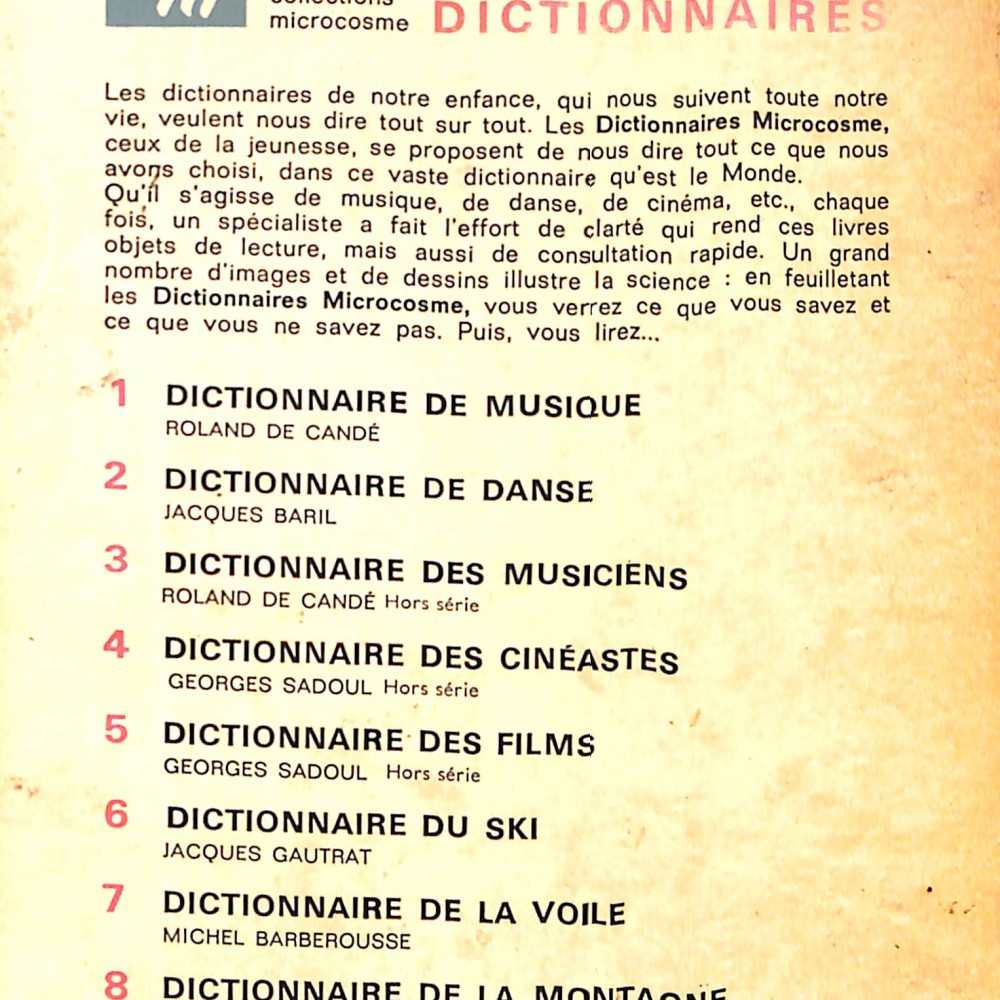 collections
microcosme
DICTIONNAIRES
Les dictionnaires de notre enfance, qui nous suivent toute notre
vie, veulent nous dire tout sur tout. Les Dictionnaires Microcosme,
ceux de la jeunesse, se proposent de nous dire tout ce que nous
avons choisi, dans ce vaste dictionnaire qu'est le Monde.
Qu'il s'agisse de musique, de danse, de cinéma, etc., chaque
fois, un spécialiste a fait l'effort de clarté qui rend ces livres
objets de lecture, mais aussi de consultation rapide. Un grand
nombre d'images et de dessins illustre la science : en feuilletant
les Dictionnaires Microcosme, vous verrez ce que vous savez et
ce que vous ne savez pas. Puis, vous lirez...
1 DICTIONNAIRE DE MUSIQUE
ROLAND DE CANDÉ
2 DICTIONNAIRE DE DANSE
JACQUES BARIL
3 DICTIONNAIRE DES MUSICIENS
ROLAND DE CANDÉ Hors série
4 DICTIONNAIRE DES CINÉASTES
GEORGES SADOUL Hors série
5 DICTIONNAIRE DES FILMS
GEORGES SADOUL Hors série
6 DICTIONNAIRE DU SKI
JACQUES GAUTRAT
7 DICTIONNAIRE DE LA VOILE
MICHEL BARBEROUSSE
8 DICTIONNAIRE DE LA MONTAGNE